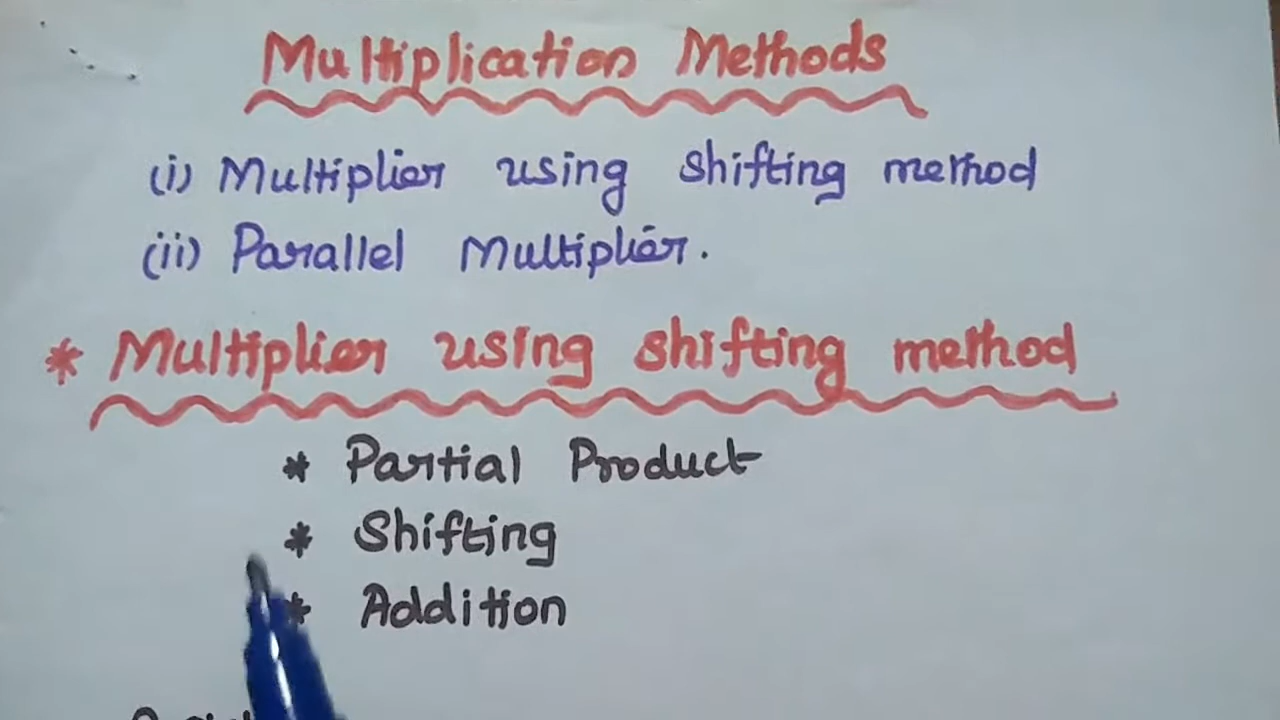 Multiplication Methods
(i) Multiplier using shifting method
(ii) Parallel Multiplier.
* Multiplier using shifting method
* Partial Product
* Shifting
* Addition